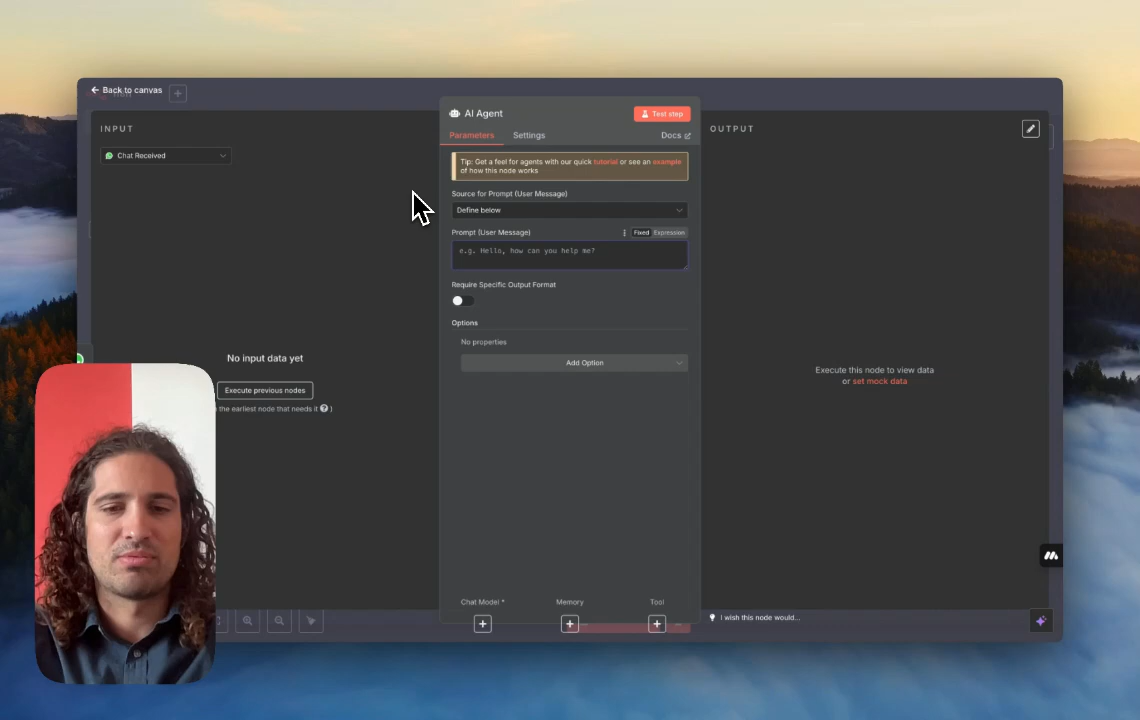 Back to canvas
INPUT
Chat Received
No input data yet
Execute previous nodes
the earliest node that needs it ? )
AI Agent
Test step
Parameters
Settings
Docs
Tip: Get a feel for agents with our quick tutorial or see an example
of how this node works
Source for Prompt (User Message)
Define below
Prompt (User Message)
Fixed
Expression
e.g. Hello, how can you help me?
Require Specific Output Format
Options
No properties
Add Option
Chat Model *
Memory
Tool
OUTPUT
Execute this node to view data
or set mock data
I wish this node would...